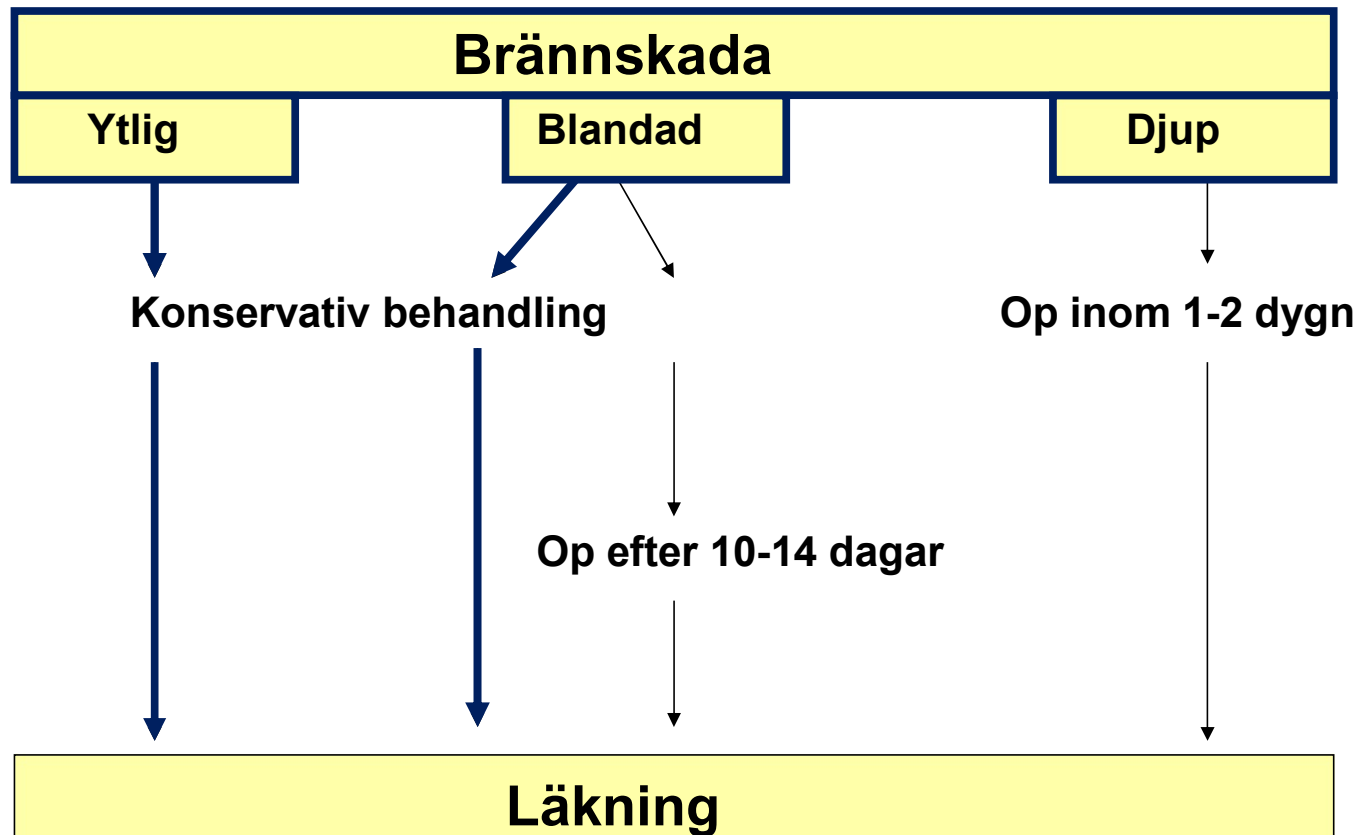 Brännskada
Ytlig
Blandad
Djup
Konservativ behandling
Op inom 1-2 dygn
Op efter 10-14 dagar
Läkning